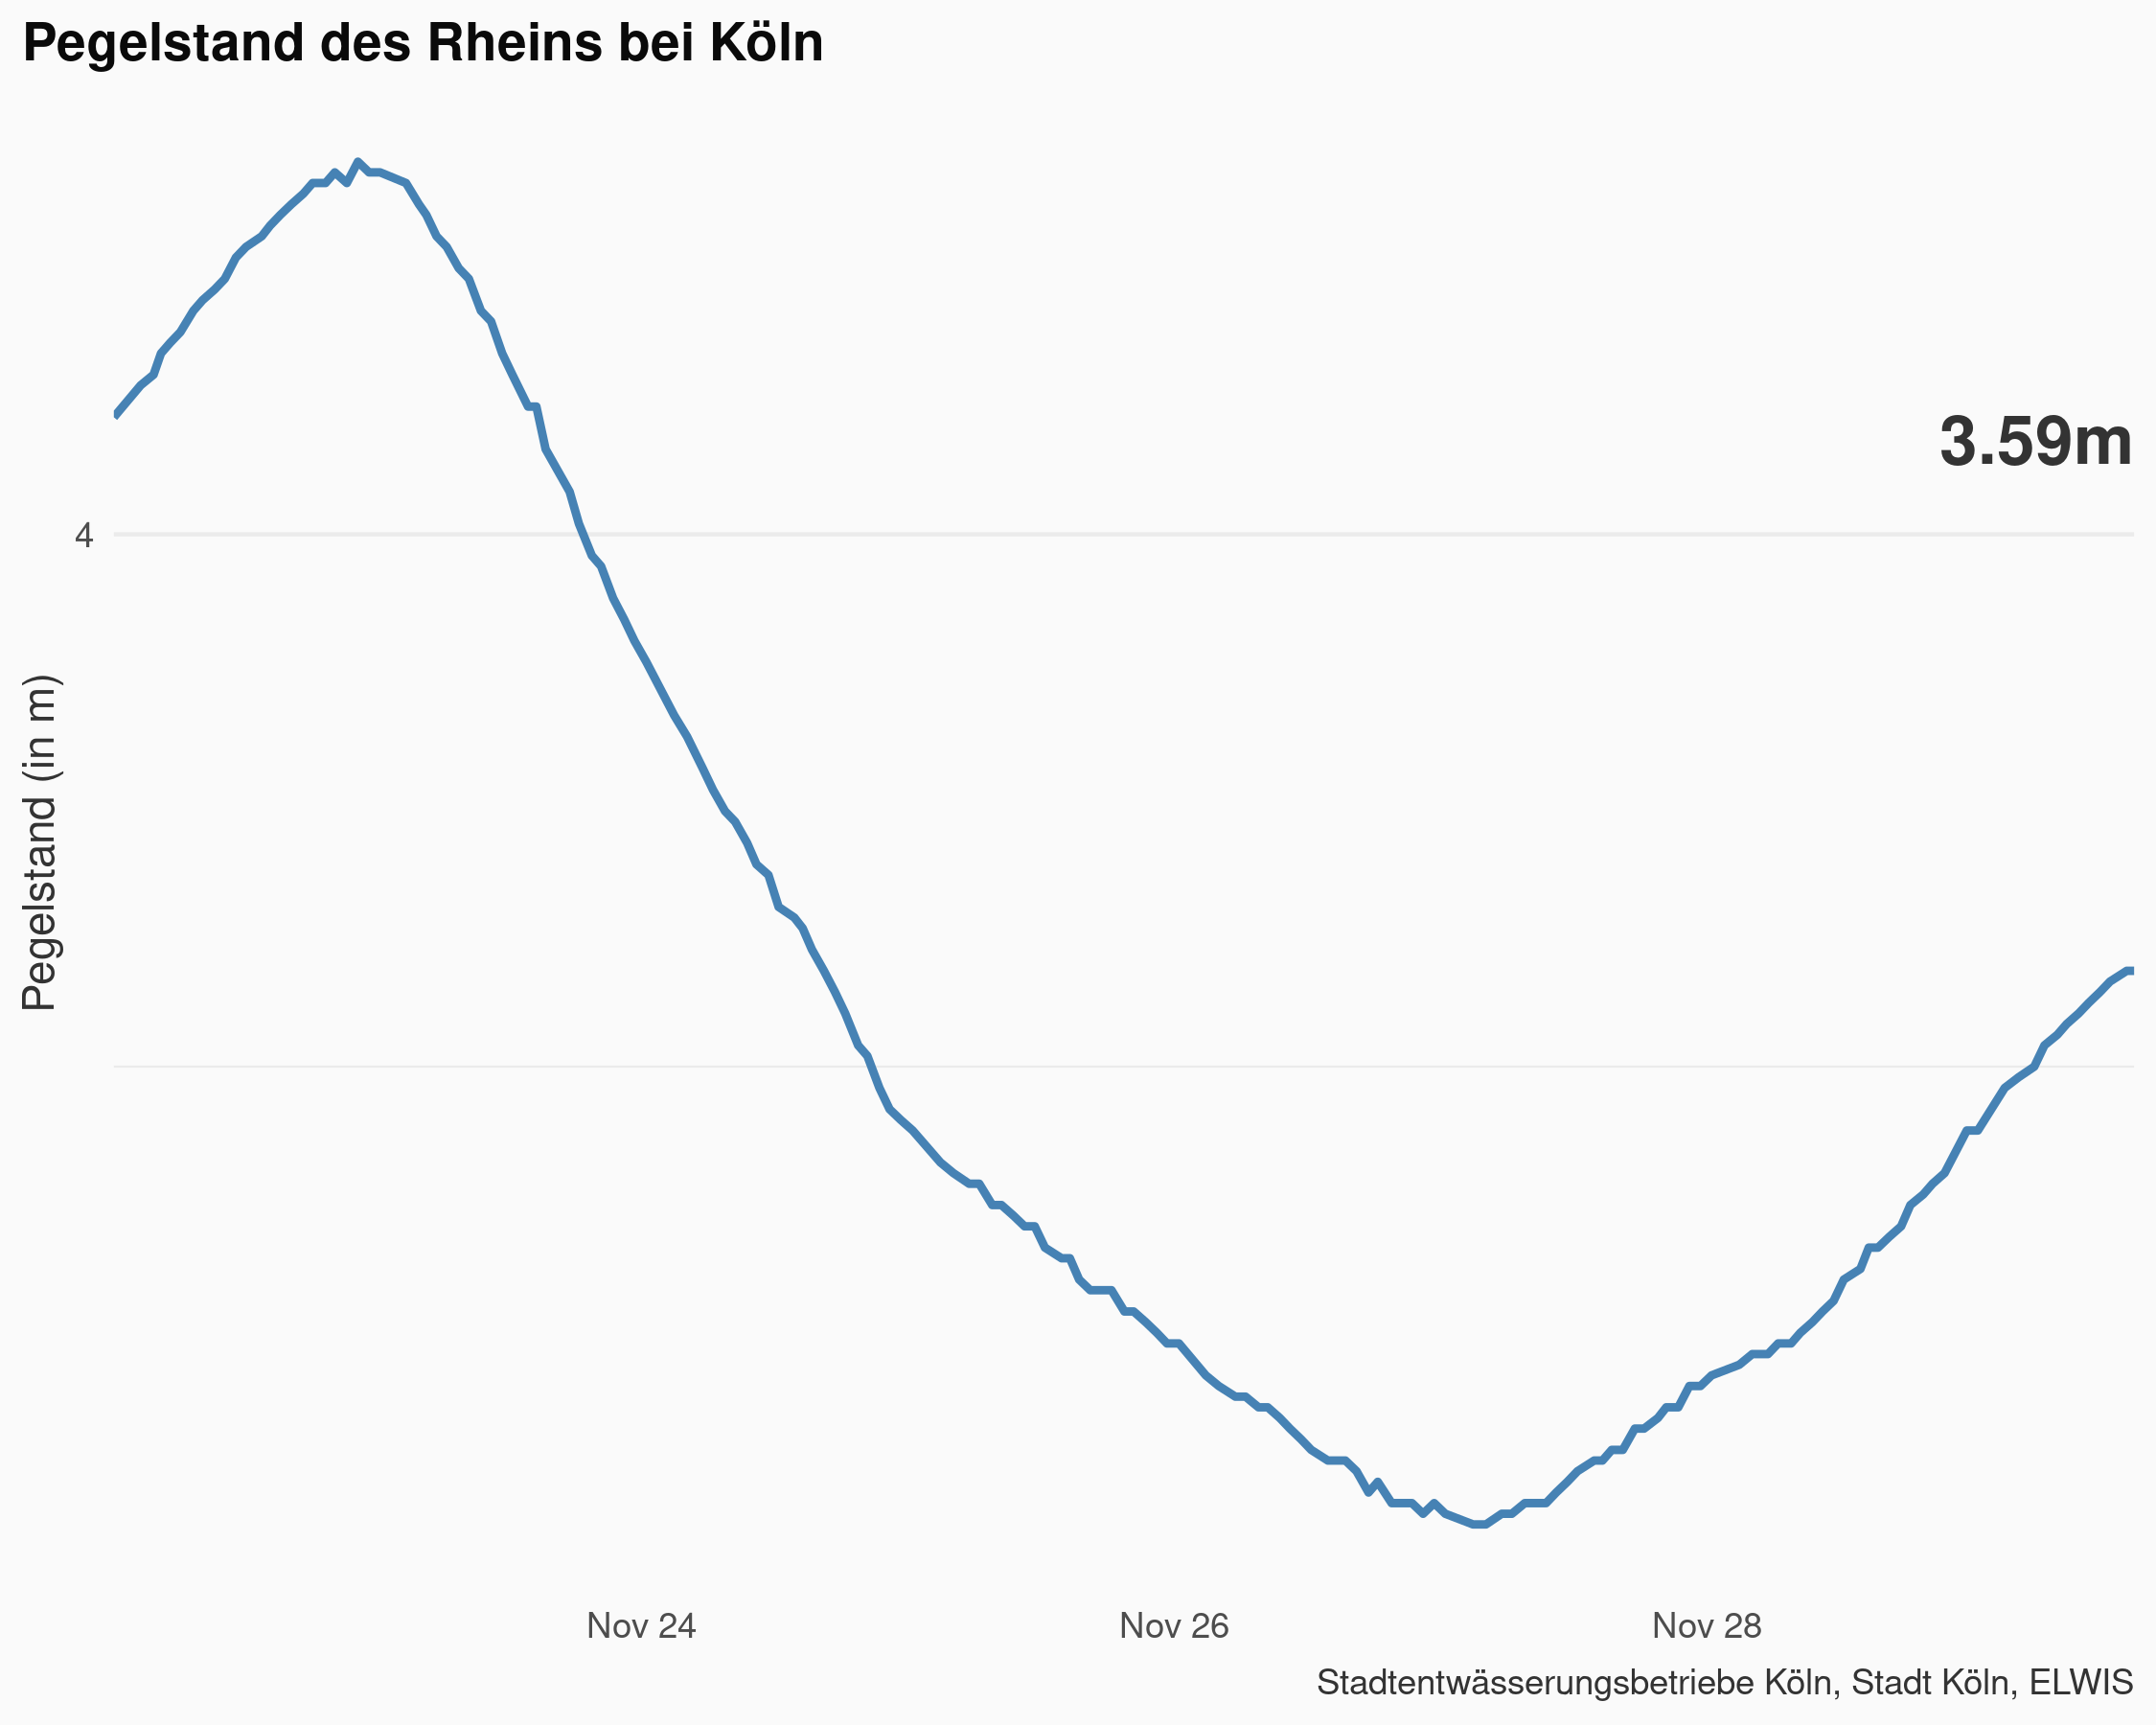 Pegelstand des Rheins bei Köln
3.59m
4
Pegelstand (in m)
Nov 24
Nov 26
Nov 28
Stadtentwässerungsbetriebe Köln, Stadt Köln, ELWIS